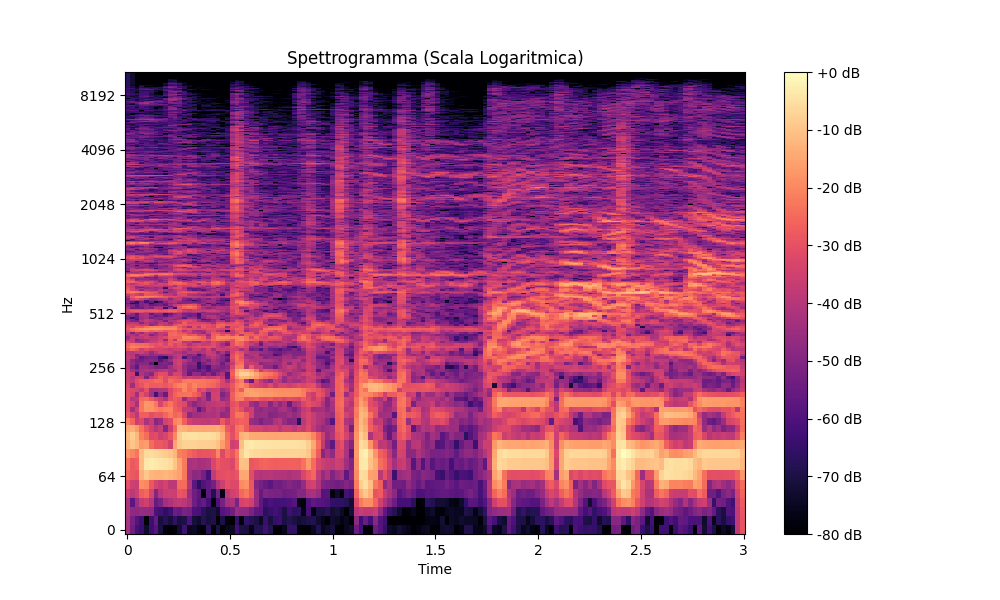 Spettrogramma (Scala Logaritmica)
Hz
8192
4096
2048
1024
512
256
128
64
0
0
0.5
1
1.5
2
2.5
3
Time
+0 dB
-10 dB
-20 dB
-30 dB
-40 dB
-50 dB
-60 dB
-70 dB
-80 dB